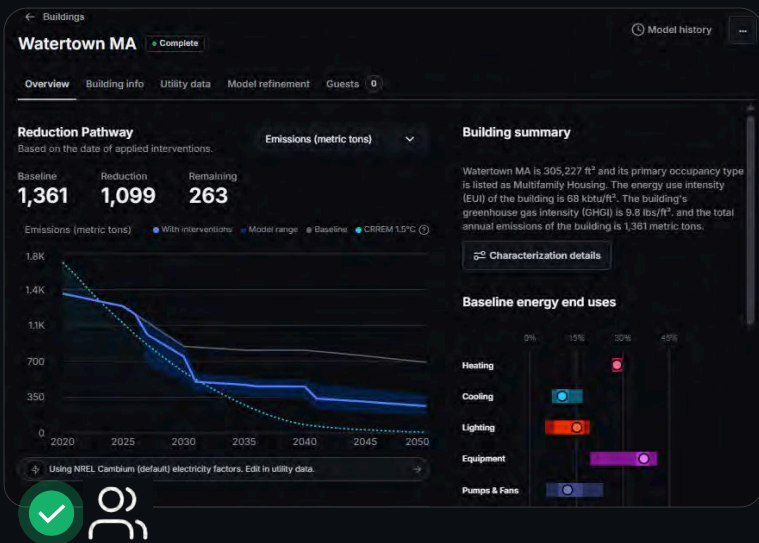 ← Buildings
Watertown MA
Complete
Model history
...
Overview Building info Utility data Model refinement Guests 0
Reduction Pathway
Based on the date of applied interventions.
Emissions (metric tons)
Baseline Reduction Remaining
1,361 1,099 263
Emissions (metric tons) With interventions Model range Baseline CRREM 1.5°C ?
1.8K
1.4K
1.1K
700
350
0
2020 2025 2030 2035 2040 2045 2050
Using NREL Cambium (default) electricity factors. Edit in utility data. →
Building summary
Watertown MA is 305,227 ft² and its primary occupancy type
is listed as Multifamily Housing. The energy use intensity
(EUI) of the building is 68 kbtu/ft². The building's
greenhouse gas intensity (GHGI) is 9.8 lbs/ft². and the total
annual emissions of the building is 1,361 metric tons.
Characterization details
Baseline energy end uses
0% 15% 30% 45%
Heating
Cooling
Lighting
Equipment
Pumps & Fans